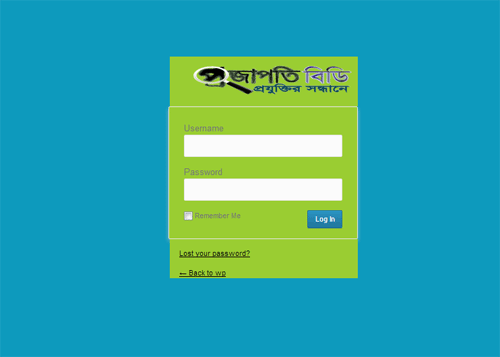 প্রজাপতি বিডি
প্রযুক্তির সন্ধানে
Username
Password
Remember Me
Log In
Lost your password?
← Back to wp